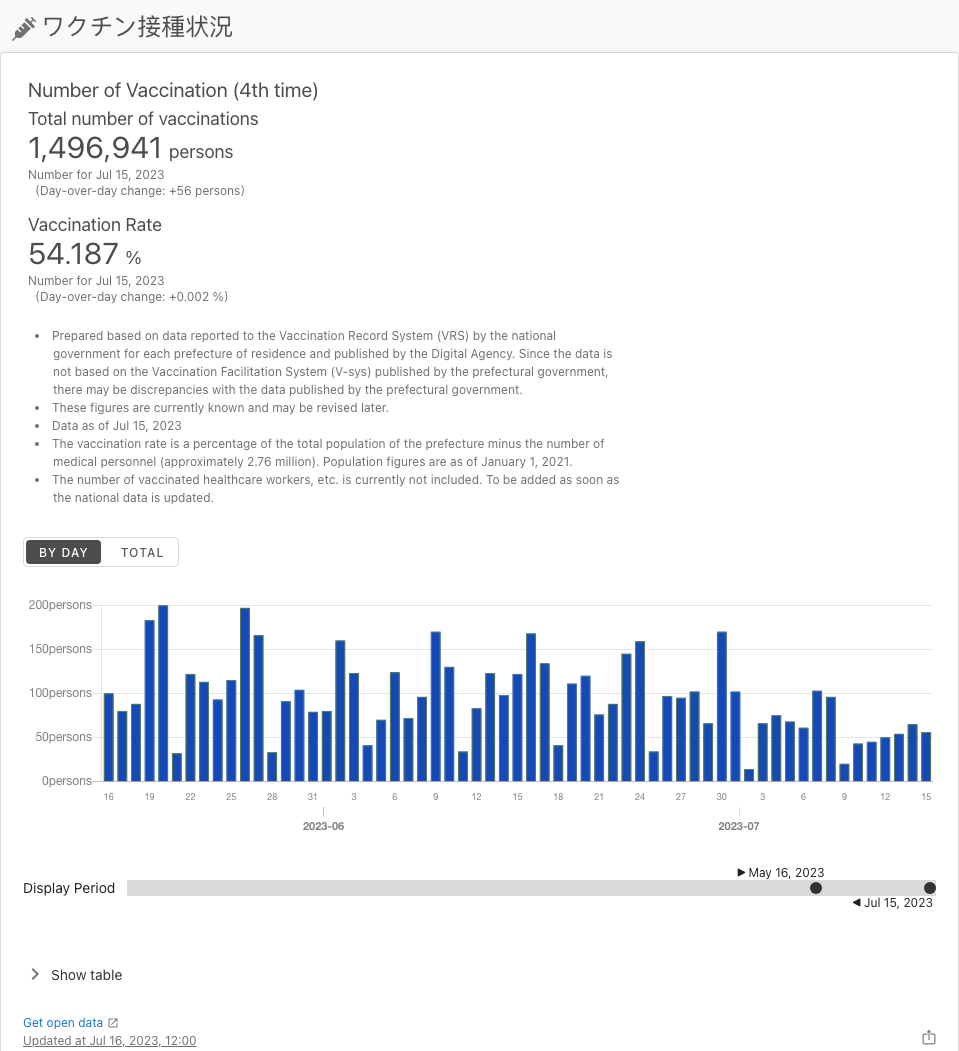 ワクチン接種状況
Number of Vaccination (4th time)
Total number of vaccinations
1,496,941 persons
Number for Jul 15, 2023
(Day-over-day change: +56 persons)
Vaccination Rate
54.187 %
Number for Jul 15, 2023
(Day-over-day change: +0.002 %)
• Prepared based on data reported to the Vaccination Record System (VRS) by the national
government for each prefecture of residence and published by the Digital Agency. Since the data is
not based on the Vaccination Facilitation System (V-sys) published by the prefectural government,
there may be discrepancies with the data published by the prefectural government.
• These figures are currently known and may be revised later.
• Data as of Jul 15, 2023
• The vaccination rate is a percentage of the total population of the prefecture minus the number of
medical personnel (approximately 2.76 million). Population figures are as of January 1, 2021.
• The number of vaccinated healthcare workers, etc. is currently not included. To be added as soon as
the national data is updated.
BY DAY TOTAL
200persons
150persons
100persons
50persons
0persons
16 19 22 25 28 31 3 6 9 12 15 18 21 24 27 30 3 6 9 12 15
2023-06 2023-07
May 16, 2023
Display Period
Jul 15, 2023
Show table
Get open data
Updated at Jul 16, 2023, 12:00